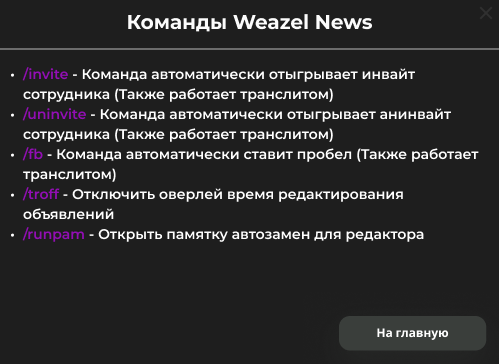 Команды Weazel News
• /invite - Команда автоматически отыгрывает инвайт
сотрудника (Также работает транслитом)
• /uninvite - Команда автоматически отыгрывает анинвайт
сотрудника (Также работает транслитом)
• /fb - Команда автоматически ставит пробел (Также работает
транслитом)
• /troff - Отключить оверлей время редактирования
объявлений
• /runpam - Открыть памятку автозамен для редактора
На главную